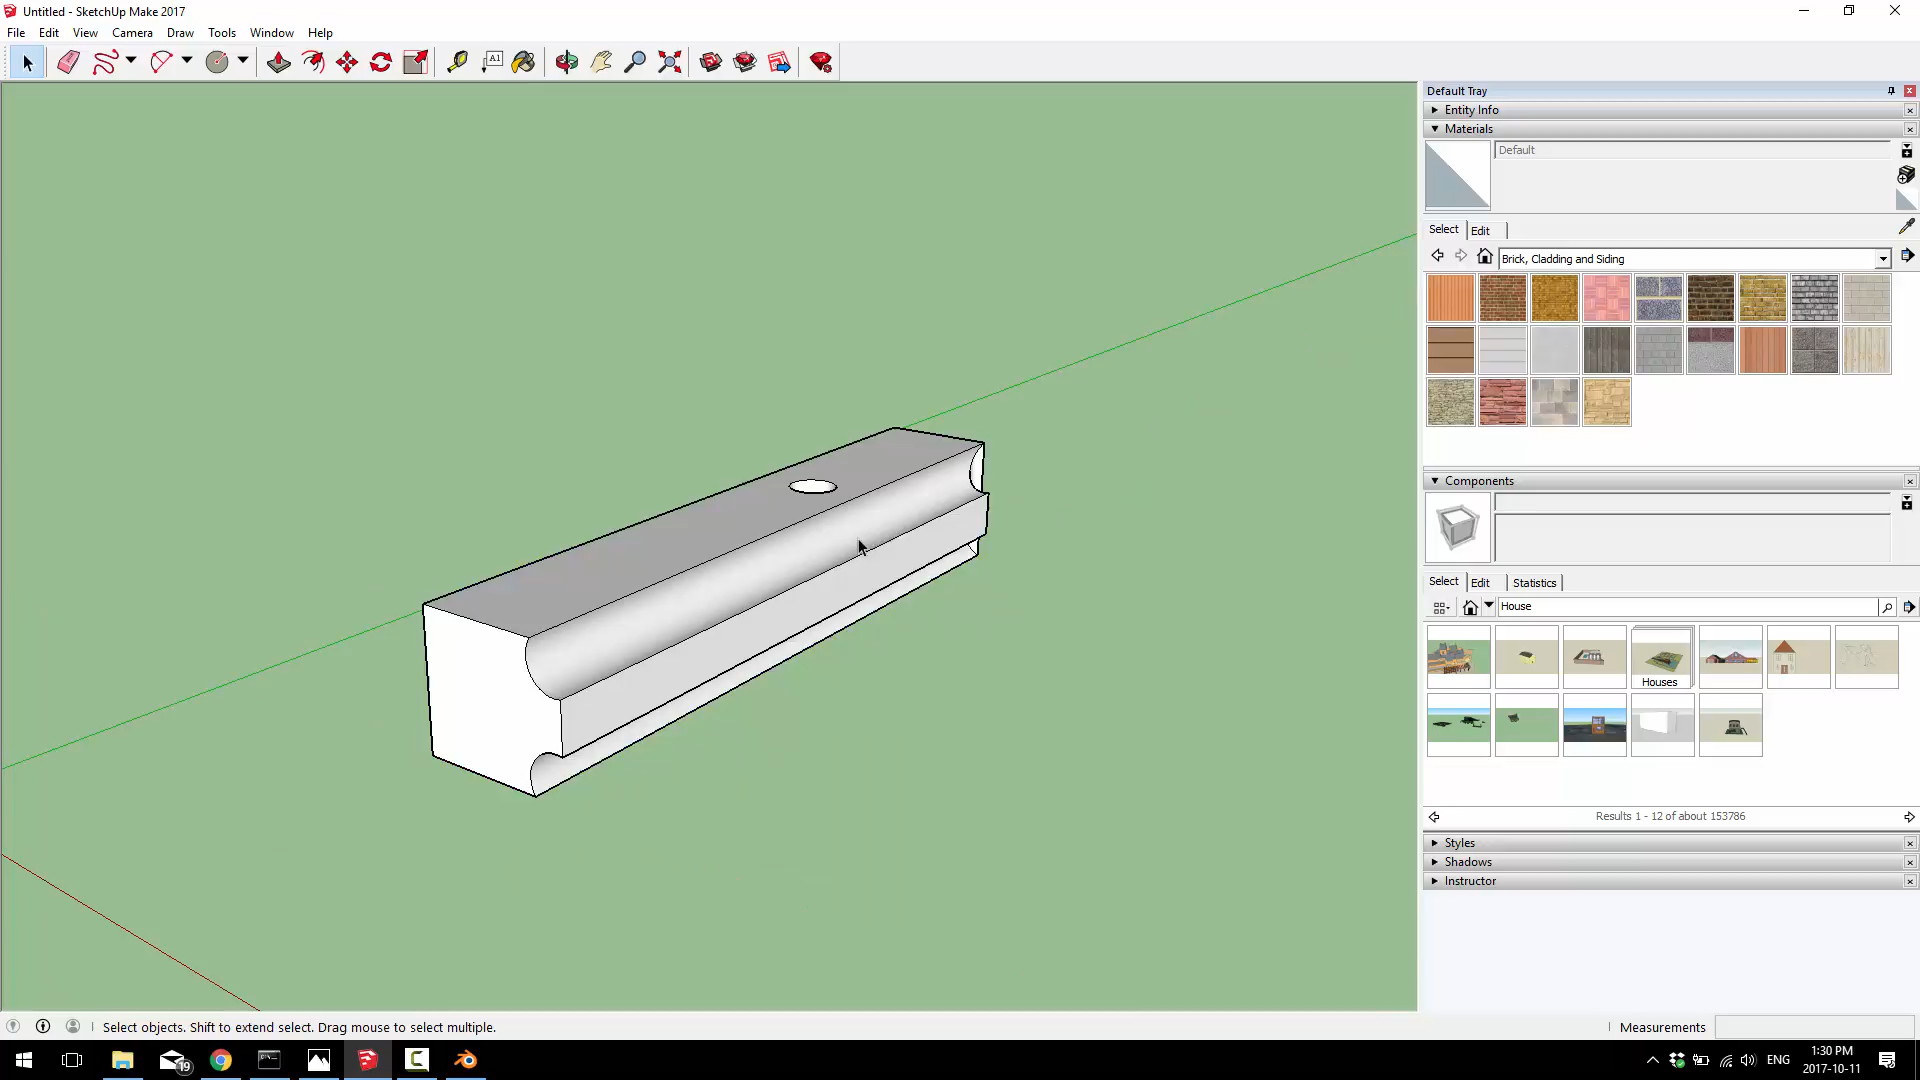 Untitled - SketchUp Make 2017
File Edit View Camera Draw Tools Window Help
A1
Default Tray
Entity Info
Materials
Default
Select Edit
Brick, Cladding and Siding
Components
Select Edit Statistics
House
Houses
Results 1 - 12 of about 153786
Styles
Shadows
Instructor
Select objects. Shift to extend select. Drag mouse to select multiple.
Measurements
19
ENG
1:30 PM
2017-10-11